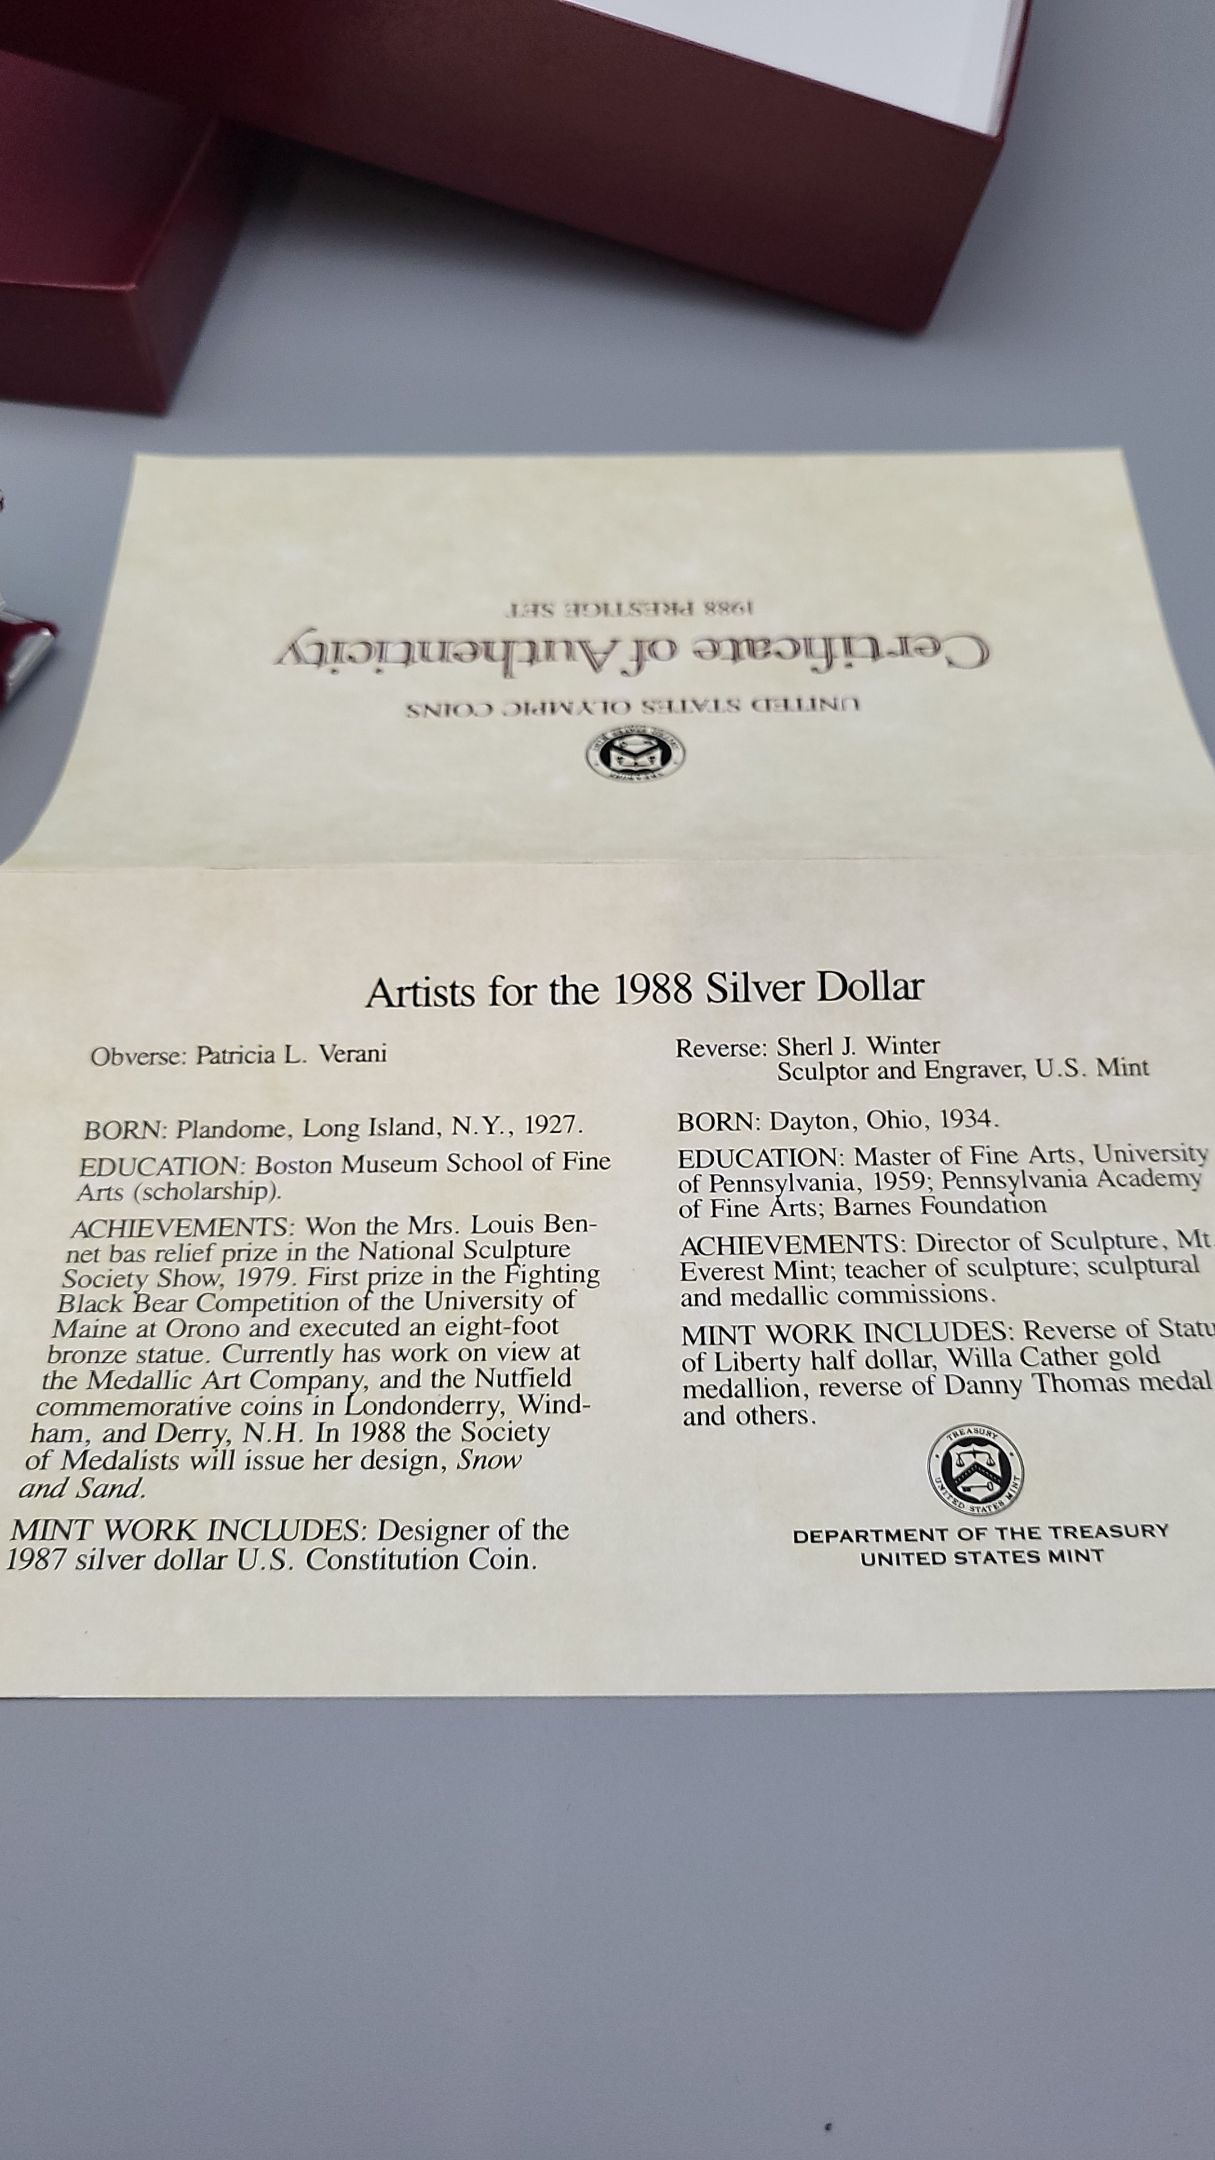 1988 PRESTIGE SET
Certificate of Authenticity
UNITED STATES OLYMPIC COINS
Artists for the 1988 Silver Dollar
Obverse: Patricia L. Verani
BORN: Plandome, Long Island, N.Y., 1927.
EDUCATION: Boston Museum School of Fine
Arts (scholarship).
ACHIEVEMENTS: Won the Mrs. Louis Ben-
net bas relief prize in the National Sculpture
Society Show, 1979. First prize in the Fighting
Black Bear Competition of the University of
Maine at Orono and executed an eight-foot
bronze statue. Currently has work on view at
the Medallic Art Company, and the Nutfield
commemorative coins in Londonderry, Wind-
ham, and Derry, N.H. In 1988 the Society
of Medalists will issue her design, Snow
and Sand.
MINT WORK INCLUDES: Designer of the
1987 silver dollar U.S. Constitution Coin.
Reverse: Sherl J. Winter
Sculptor and Engraver, U.S. Mint
BORN: Dayton, Ohio, 1934.
EDUCATION: Master of Fine Arts, University
of Pennsylvania, 1959; Pennsylvania Academy
of Fine Arts; Barnes Foundation
ACHIEVEMENTS: Director of Sculpture, Mt
Everest Mint; teacher of sculpture; sculptural
and medallic commissions.
MINT WORK INCLUDES: Reverse of Statu
of Liberty half dollar, Willa Cather gold
medallion, reverse of Danny Thomas medal
and others.
TREASURY
UNITED STATES MINT
DEPARTMENT OF THE TREASURY
UNITED STATES MINT